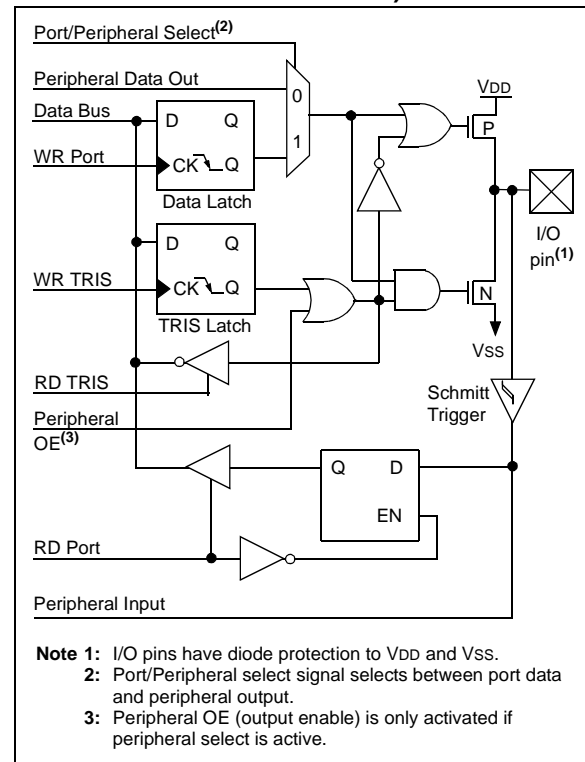 Port/Peripheral Select(2)
Peripheral Data Out
Data Bus
WR Port
D Q
CK Q
Data Latch
0
1
VDD
P
I/O
pin(1)
WR TRIS
D Q
CK Q
TRIS Latch
N
VSS
RD TRIS
Peripheral
OE(3)
Schmitt
Trigger
Q D
EN
RD Port
Peripheral Input
Note 1: I/O pins have diode protection to VDD and VSS.
2: Port/Peripheral select signal selects between port data
and peripheral output.
3: Peripheral OE (output enable) is only activated if
peripheral select is active.